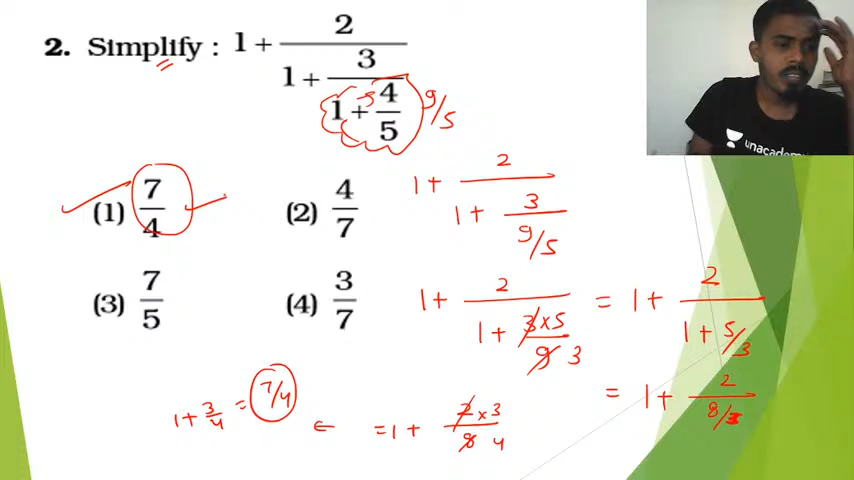 2. Simplify : 1 + 2/(1 + 3/(1 + 4/5))
9/5
(1) 7/4
(2) 4/7
(3) 7/5
(4) 3/7
1 + 2/(1 + 3/(9/5))
1 + 2/(1 + 3×5/9 3) = 1 + 2/(1 + 5/3)
= 1 + 2/(8/3)
= 1 + 2×3/8 4
←
1 + 3/4 = 7/4
unacademy